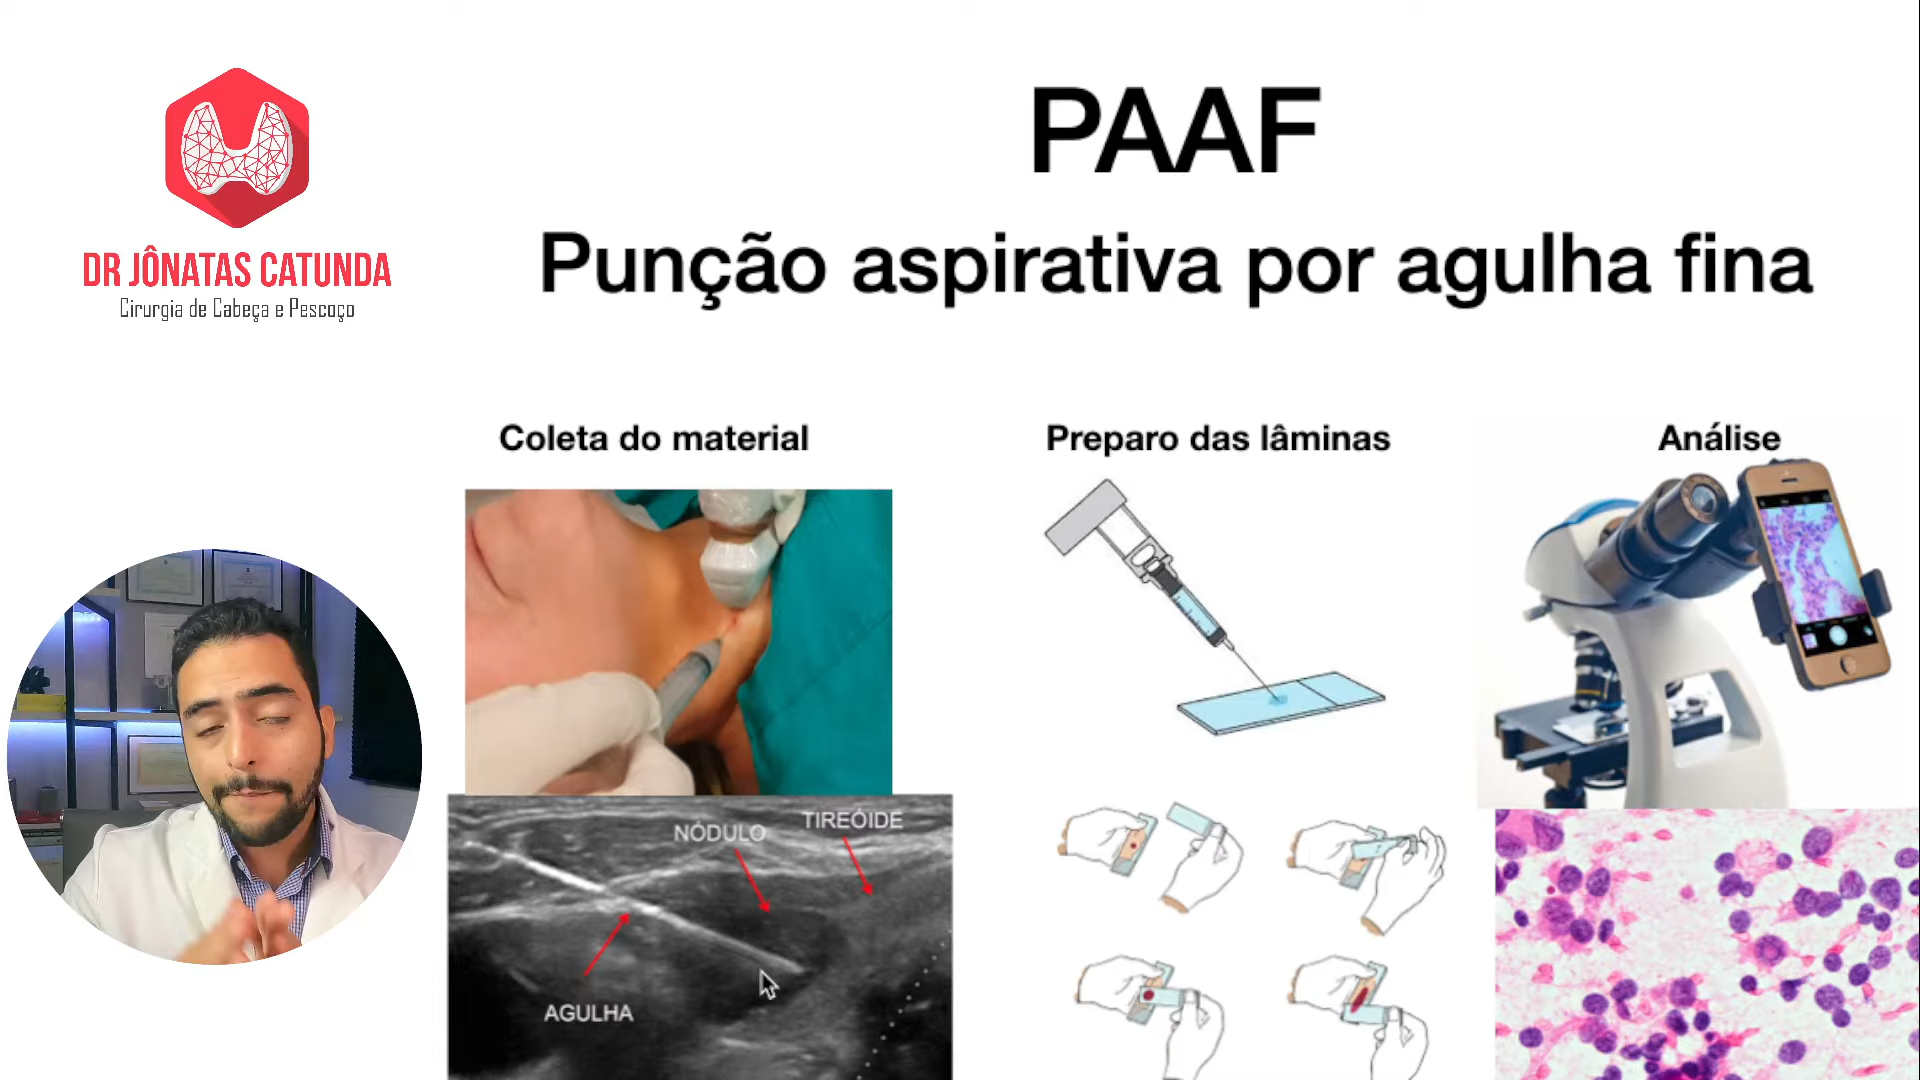 PAAF
Punção aspirativa por agulha fina
DR JÔNATAS CATUNDA
Cirurgia de Cabeça e Pescoço
Coleta do material
Preparo das lâminas
Análise
NÓDULO
TIREÓIDE
AGULHA